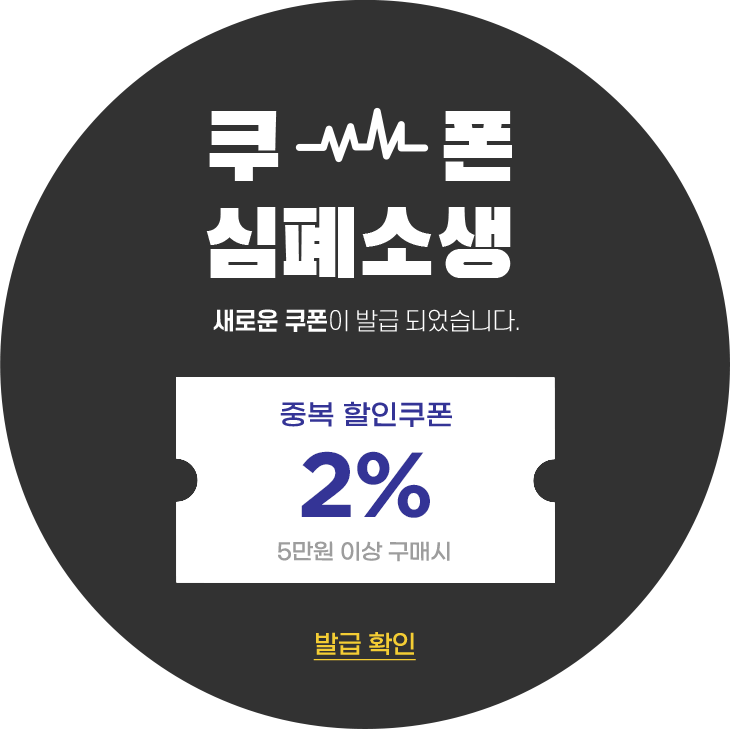 쿠 폰
심폐소생
새로운 쿠폰이 발급 되었습니다.
중복 할인쿠폰
2%
5만원 이상 구매시
발급 확인